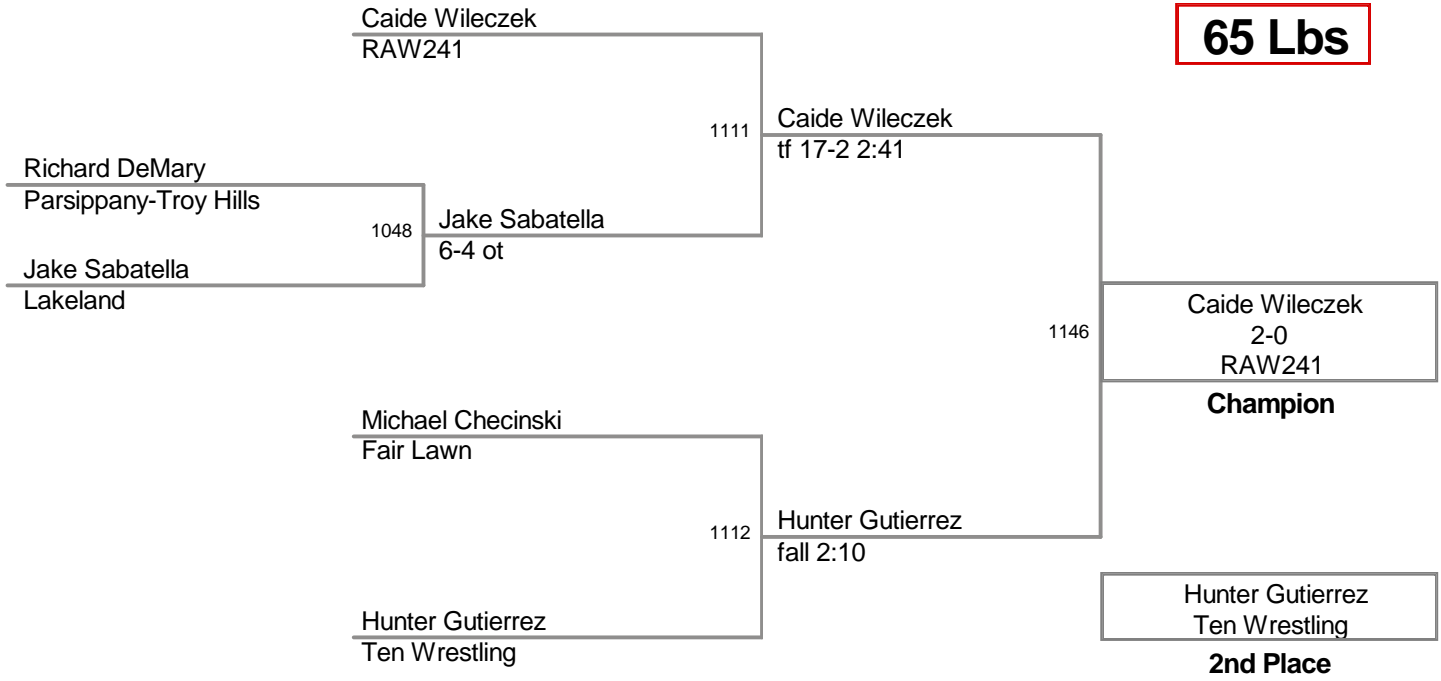 65 Lbs
Caide Wileczek
RAW241
1111
Caide Wileczek
tf 17-2 2:41
Richard DeMary
Parsippany-Troy Hills
1048
Jake Sabatella
6-4 ot
Jake Sabatella
Lakeland
1146
Caide Wileczek
2-0
RAW241
Champion
Michael Checinski
Fair Lawn
1112
Hunter Gutierrez
fall 2:10
Hunter Gutierrez
Ten Wrestling
Hunter Gutierrez
Ten Wrestling
2nd Place